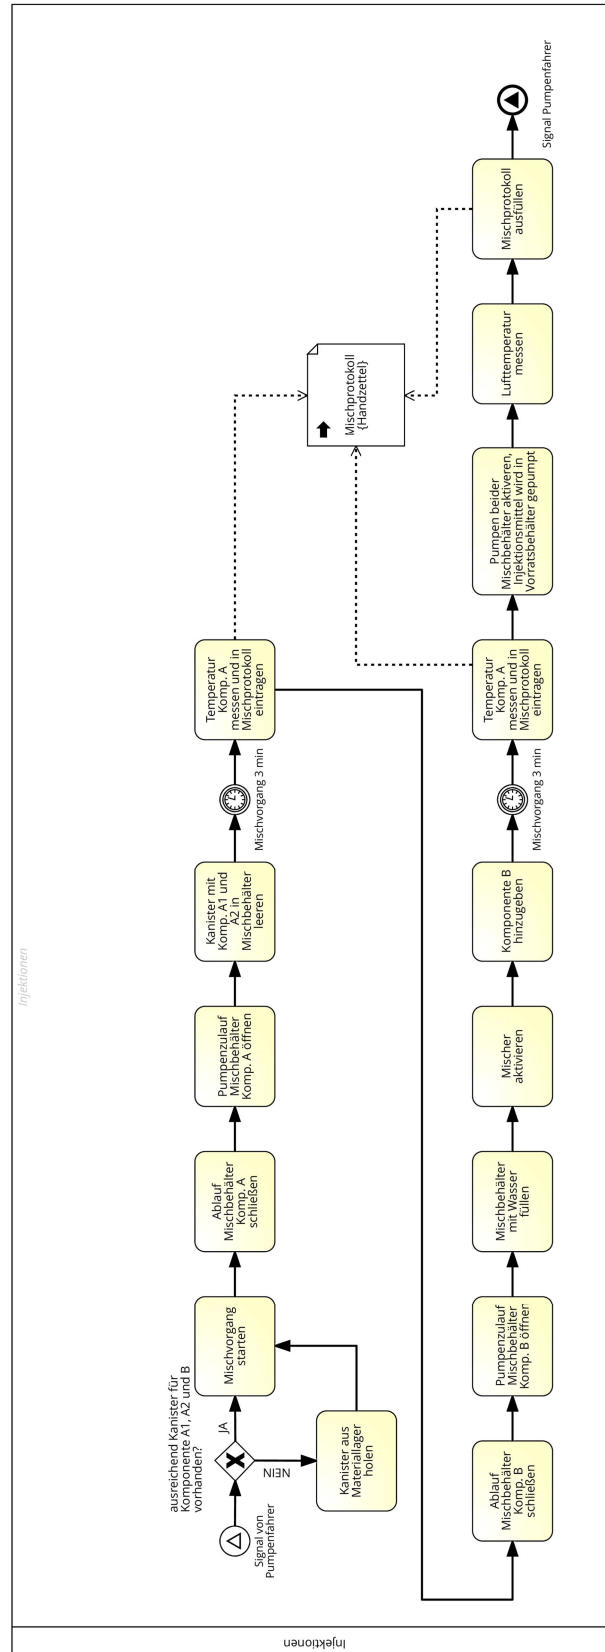 Injektionen
Injektionen
Signal von
Pumpenfahrer
ausreichend Kanister für
Komponente A1, A2 und B
vorhanden?
JA
NEIN
Kanister aus
Materiallager
holen
Mischvorgang
starten
Ablauf
Mischbehälter
Komp. A
schließen
Pumpenzulauf
Mischbehälter
Komp. A öffnen
Kanister mit
Komp. A1 und
A2 in
Mischbehälter
leeren
Mischvorgang 3 min
Temperatur
Komp. A
messen und in
Mischprotokoll
eintragen
Mischprotokoll
{Handzettel}
Ablauf
Mischbehälter
Komp. B
schließen
Pumpenzulauf
Mischbehälter
Komp. B öffnen
Mischbehälter
mit Wasser
füllen
Mischer
aktivieren
Komponente B
hinzugeben
Mischvorgang 3 min
Temperatur
Komp. A
messen und in
Mischprotokoll
eintragen
Pumpen beider
Mischbehälter aktiveren,
Injektionsmittel wird in
Vorratsbehälter gepumpt
Lufttemperatur
messen
Mischprotokoll
ausfüllen
Signal Pumpenfahrer